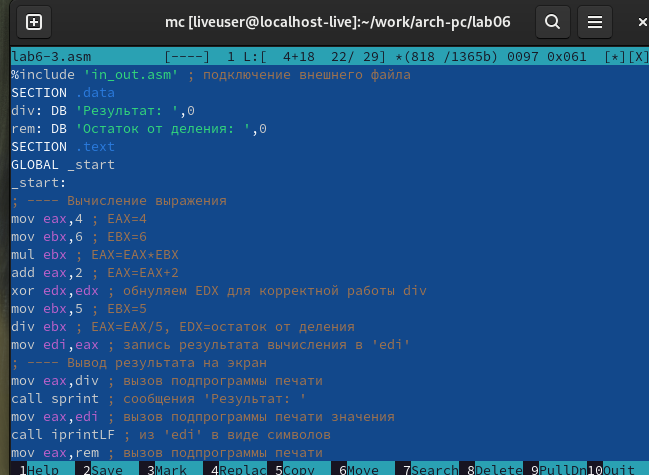 mc [liveuser@localhost-live]:~/work/arch-pc/lab06
lab6-3.asm [----] 1 L:[ 4+18 22/ 29] *(818 /1365b) 0097 0x061 [*][X]
%include 'in_out.asm' ; подключение внешнего файла
SECTION .data
div: DB 'Результат: ',0
rem: DB 'Остаток от деления: ',0
SECTION .text
GLOBAL _start
_start:
; ---- Вычисление выражения
mov eax,4 ; EAX=4
mov ebx,6 ; EBX=6
mul ebx ; EAX=EAX*EBX
add eax,2 ; EAX=EAX+2
xor edx,edx ; обнуляем EDX для корректной работы div
mov ebx,5 ; EBX=5
div ebx ; EAX=EAX/5, EDX=остаток от деления
mov edi,eax ; запись результата вычисления в 'edi'
; ---- Вывод результата на экран
mov eax,div ; вызов подпрограммы печати
call sprint ; сообщения 'Результат: '
mov eax,edi ; вызов подпрограммы печати значения
call iprintLF ; из 'edi' в виде символов
mov eax,rem ; вызов подпрограммы печати
1Help 2Save 3Mark 4Replac 5Copy 6Move 7Search 8Delete 9PullDn 10Quit